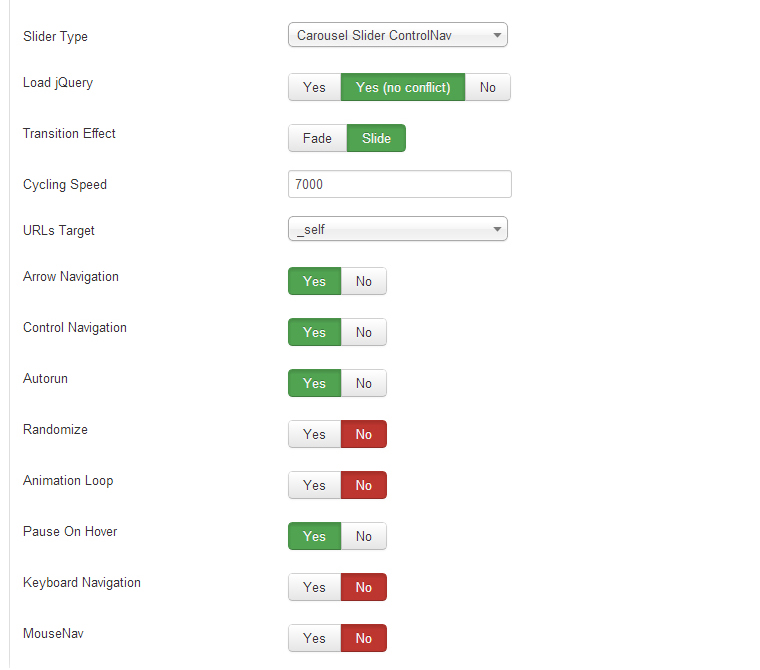 Slider Type Carousel Slider ControlNav
Load jQuery Yes Yes (no conflict) No
Transition Effect Fade Slide
Cycling Speed 7000
URLs Target _self
Arrow Navigation Yes No
Control Navigation Yes No
Autorun Yes No
Randomize Yes No
Animation Loop Yes No
Pause On Hover Yes No
Keyboard Navigation Yes No
MouseNav Yes No